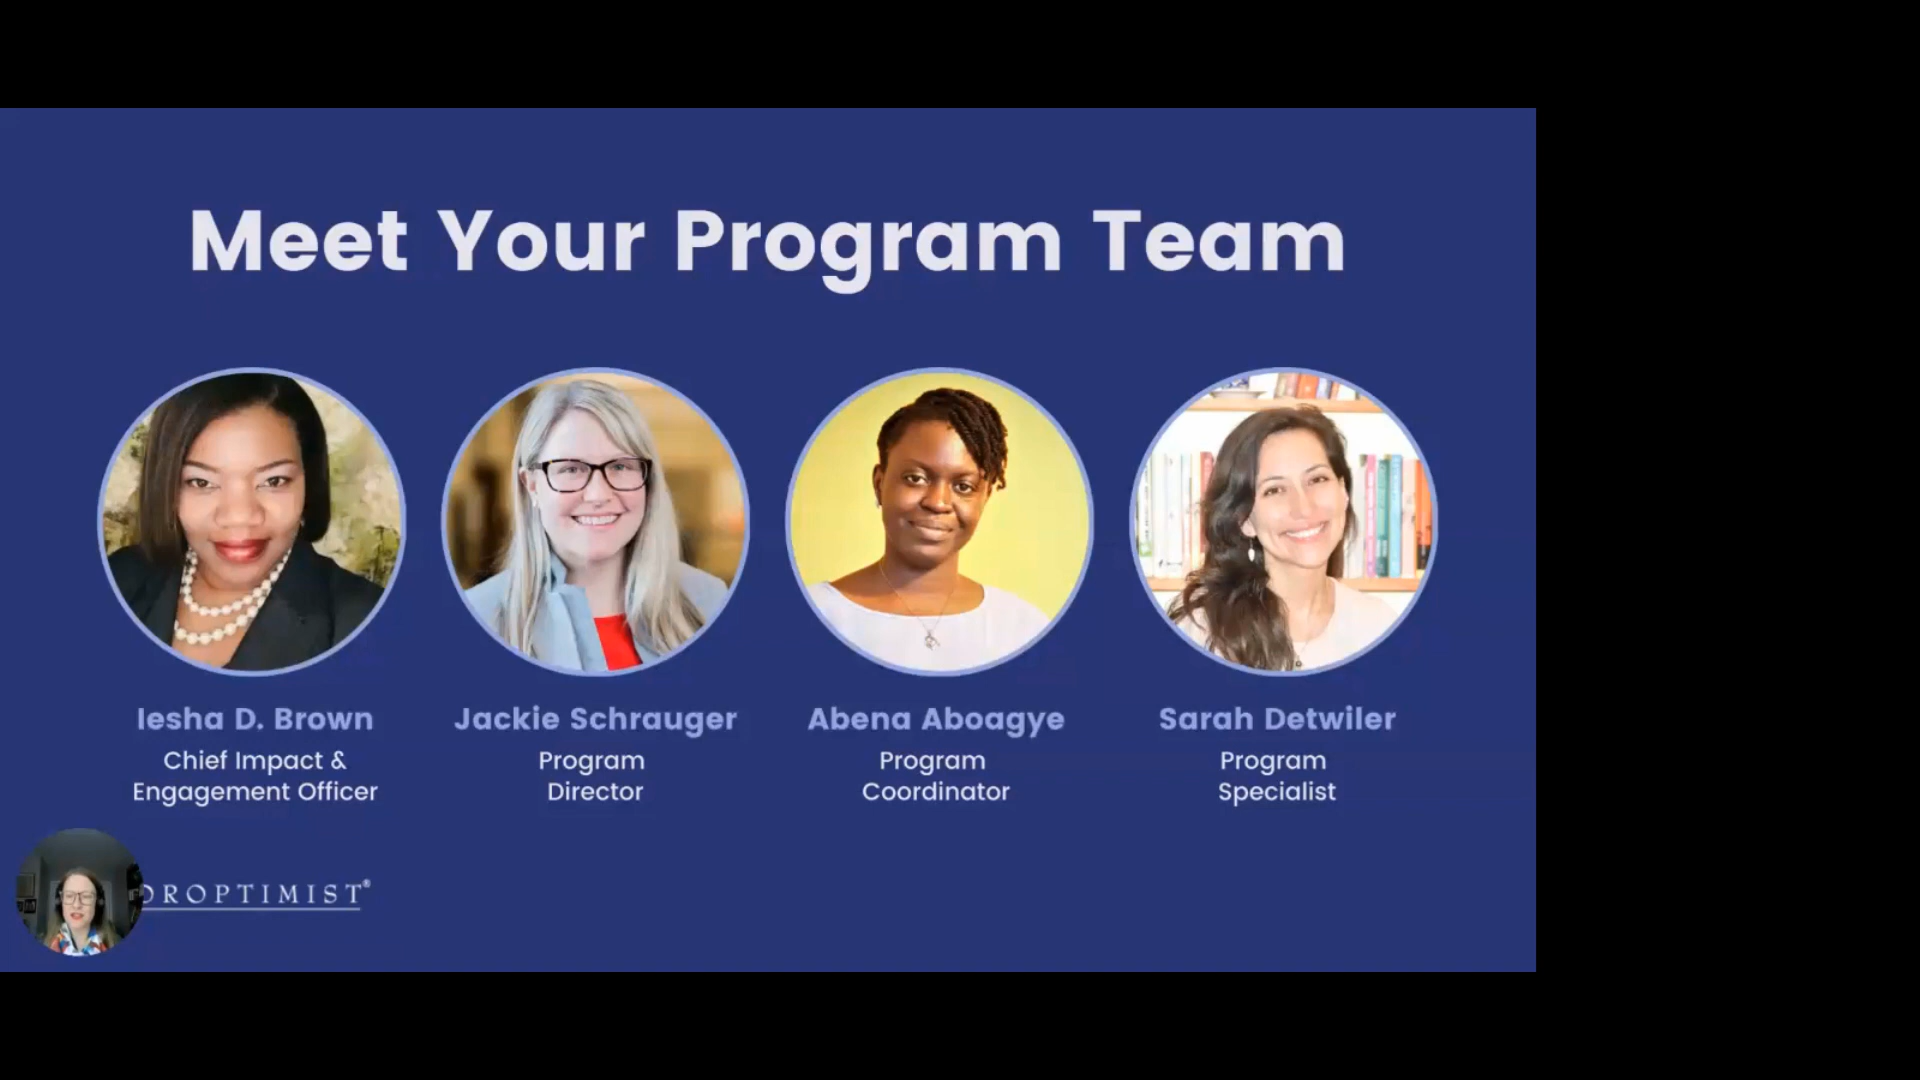 Meet Your Program Team
Iesha D. Brown
Chief Impact &
Engagement Officer
Jackie Schrauger
Program
Director
Abena Aboagye
Program
Coordinator
Sarah Detwiler
Program
Specialist
OROPTIMIST®